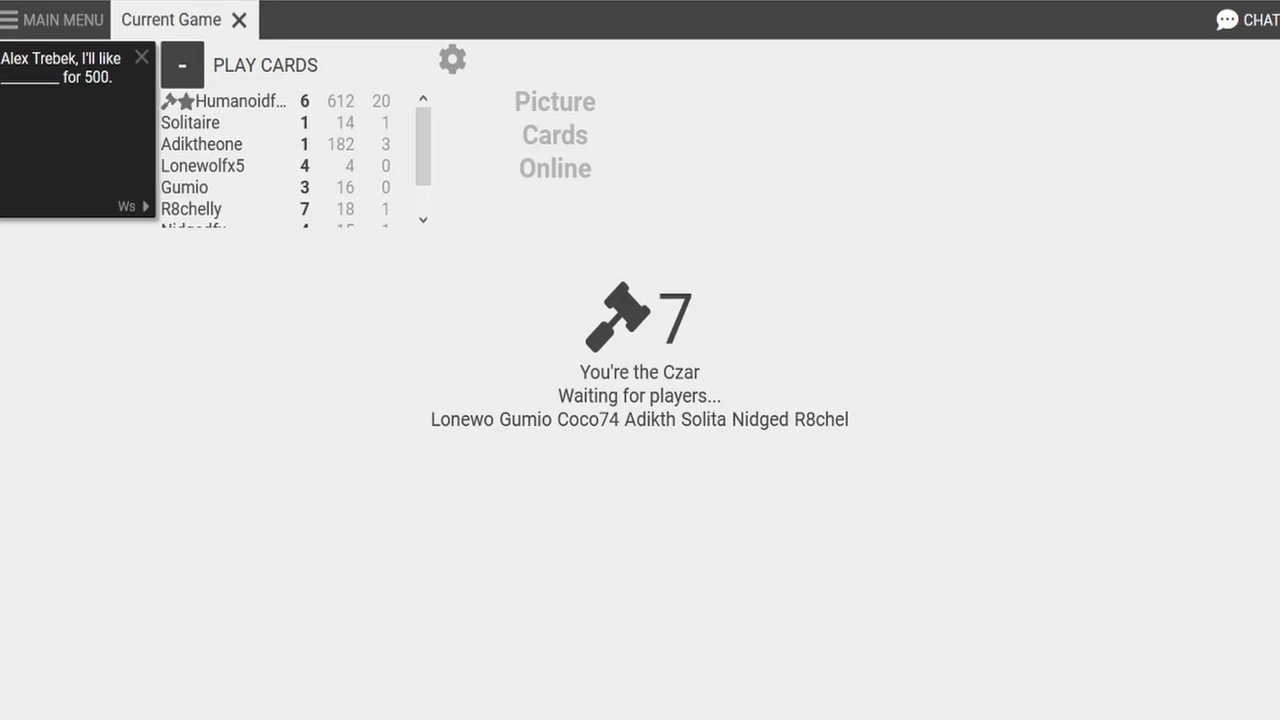 MAIN MENU
Current Game
CHAT
Alex Trebek, I'll like
________ for 500.
Ws
-
PLAY CARDS
Humanoidf... 6 612 20
Solitaire 1 14 1
Adiktheone 1 182 3
Lonewolfx5 4 4 0
Gumio 3 16 0
R8chelly 7 18 1
Picture
Cards
Online
7
You're the Czar
Waiting for players...
Lonewo Gumio Coco74 Adikth Solita Nidged R8chel